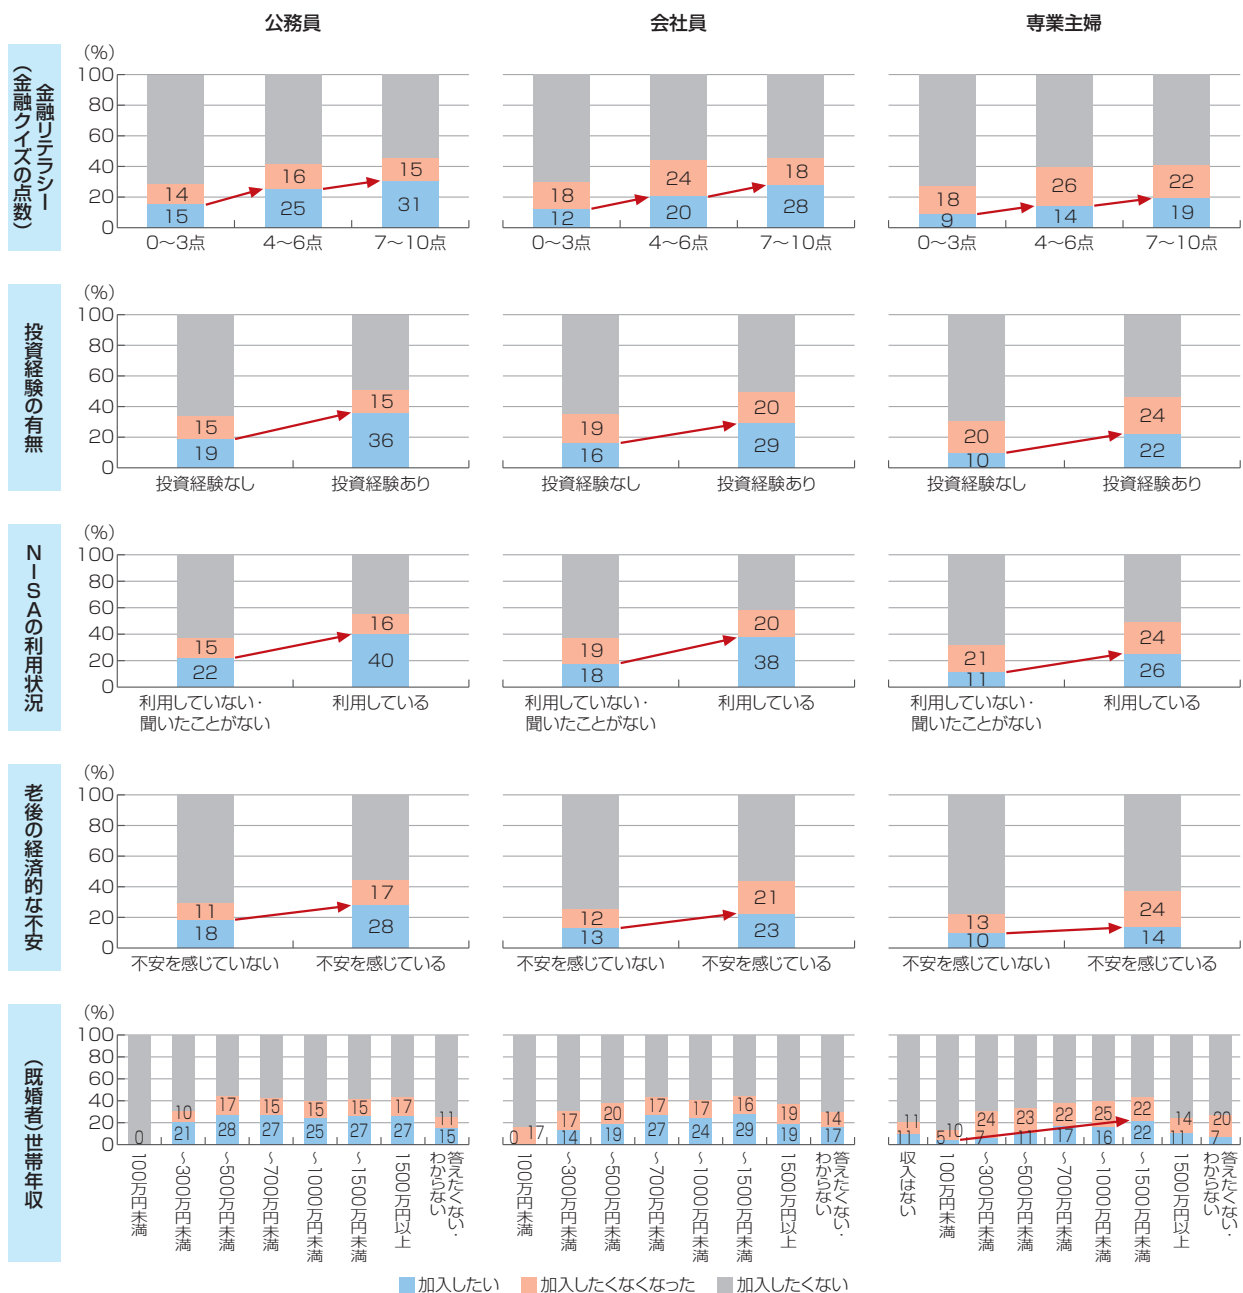 公務員
会社員
専業主婦
金融リテラシー
（金融クイズの点数）
(%)
100
80
60
40
20
0
14
15
16
25
15
31
0〜3点
4〜6点
7〜10点
18
12
24
20
18
28
0〜3点
4〜6点
7〜10点
18
9
26
14
22
19
0〜3点
4〜6点
7〜10点
投資経験の有無
(%)
100
80
60
40
20
0
15
19
15
36
投資経験なし
投資経験あり
19
16
20
29
投資経験なし
投資経験あり
20
10
24
22
投資経験なし
投資経験あり
NISAの利用状況
(%)
100
80
60
40
20
0
15
22
16
40
利用していない・
聞いたことがない
利用している
19
18
20
38
利用していない・
聞いたことがない
利用している
21
11
24
26
利用していない・
聞いたことがない
利用している
老後の経済的な不安
(%)
100
80
60
40
20
0
11
18
17
28
不安を感じていない
不安を感じている
12
13
21
23
不安を感じていない
不安を感じている
13
10
24
14
不安を感じていない
不安を感じている
（既婚者）世帯年収
(%)
100
80
60
40
20
0
0
10
21
17
28
15
27
15
25
15
27
17
27
11
15
100万円未満
〜300万円未満
〜500万円未満
〜700万円未満
〜1000万円未満
〜1500万円未満
1500万円以上
答えたくない・
わからない
17
0
17
14
20
19
17
27
17
24
16
29
19
19
14
17
100万円未満
〜300万円未満
〜500万円未満
〜700万円未満
〜1000万円未満
〜1500万円未満
1500万円以上
答えたくない・
わからない
11
11
10
5
24
7
23
11
22
17
25
16
22
22
14
11
20
7
収入はない
100万円未満
〜300万円未満
〜500万円未満
〜700万円未満
〜1000万円未満
〜1500万円未満
1500万円以上
答えたくない・
わからない
加入したい
加入したくなくなった
加入したくない